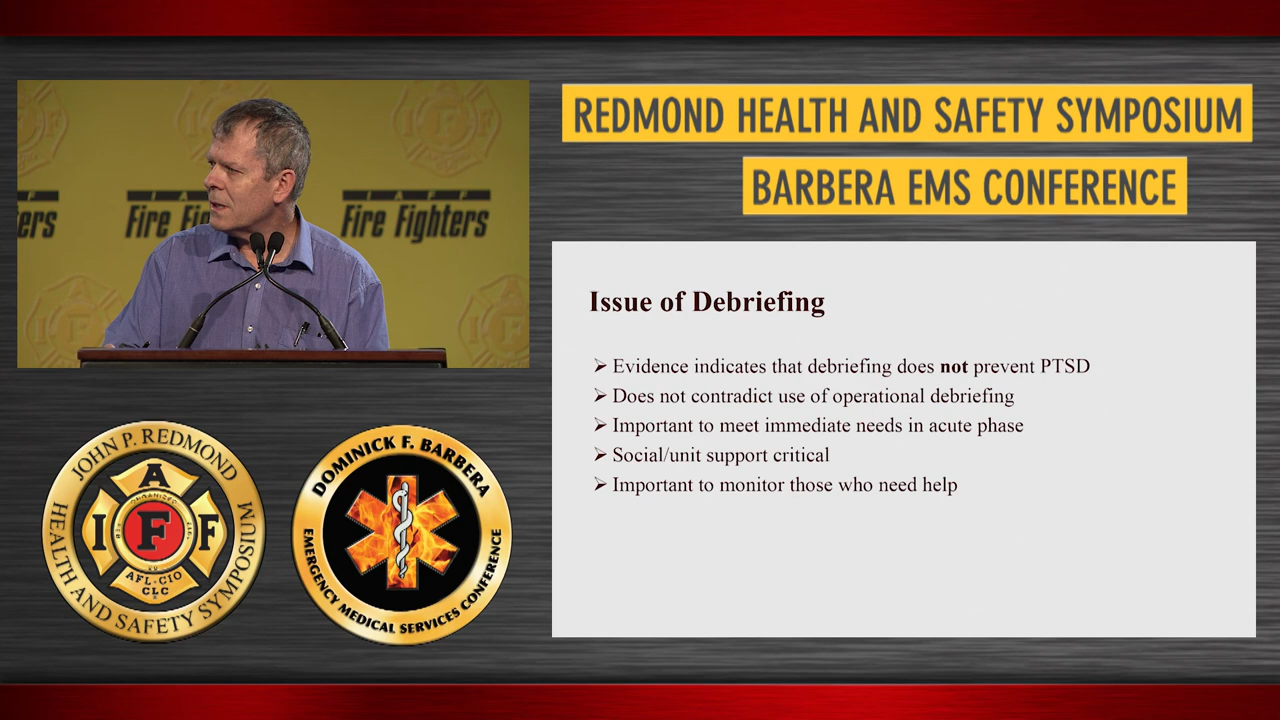 REDMOND HEALTH AND SAFETY SYMPOSIUM
BARBERA EMS CONFERENCE
IAFF
Fire Fighters
Issue of Debriefing
➢ Evidence indicates that debriefing does not prevent PTSD
➢ Does not contradict use of operational debriefing
➢ Important to meet immediate needs in acute phase
➢ Social/unit support critical
➢ Important to monitor those who need help
JOHN P. REDMOND
HEALTH AND SAFETY SYMPOSIUM
A
I F F
AFL-CIO
CLC
DOMINICK F. BARBERA
EMERGENCY MEDICAL SERVICES CONFERENCE